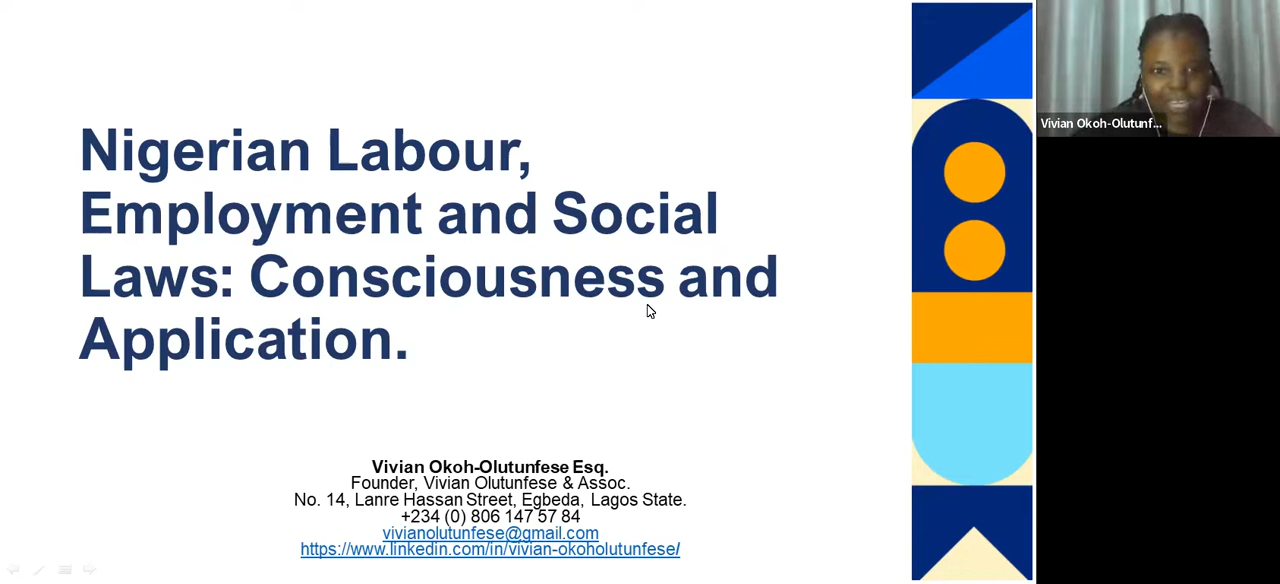 Nigerian Labour,
Employment and Social
Laws: Consciousness and
Application.
Vivian Okoh-Olutunfese Esq.
Founder, Vivian Olutunfese & Assoc.
No. 14, Lanre Hassan Street, Egbeda, Lagos State.
+234 (0) 806 147 57 84
vivianolutunfese@gmail.com
https://www.linkedin.com/in/vivian-okoholutunfese/
Vivian Okoh-Olutunf...